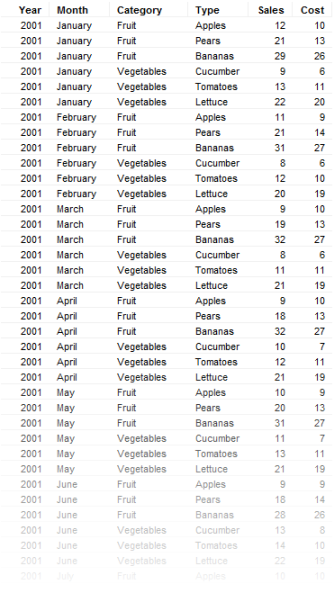 Year Month Category Type Sales Cost
2001 January Fruit Apples 12 10
2001 January Fruit Pears 21 13
2001 January Fruit Bananas 29 26
2001 January Vegetables Cucumber 9 6
2001 January Vegetables Tomatoes 13 11
2001 January Vegetables Lettuce 22 20
2001 February Fruit Apples 11 9
2001 February Fruit Pears 21 14
2001 February Fruit Bananas 31 27
2001 February Vegetables Cucumber 8 6
2001 February Vegetables Tomatoes 12 10
2001 February Vegetables Lettuce 20 19
2001 March Fruit Apples 9 10
2001 March Fruit Pears 19 13
2001 March Fruit Bananas 32 27
2001 March Vegetables Cucumber 8 6
2001 March Vegetables Tomatoes 11 11
2001 March Vegetables Lettuce 21 19
2001 April Fruit Apples 9 10
2001 April Fruit Pears 18 13
2001 April Fruit Bananas 32 27
2001 April Vegetables Cucumber 10 7
2001 April Vegetables Tomatoes 12 11
2001 April Vegetables Lettuce 21 19
2001 May Fruit Apples 10 9
2001 May Fruit Pears 20 13
2001 May Fruit Bananas 31 27
2001 May Vegetables Cucumber 11 7
2001 May Vegetables Tomatoes 13 11
2001 May Vegetables Lettuce 21 19
2001 June Fruit Apples 9 9
2001 June Fruit Pears 18 14
2001 June Fruit Bananas 28 26
2001 June Vegetables Cucumber 13 8
2001 June Vegetables Tomatoes 14 10
2001 June Vegetables Lettuce 22 19
2001 July Fruit Apples 10